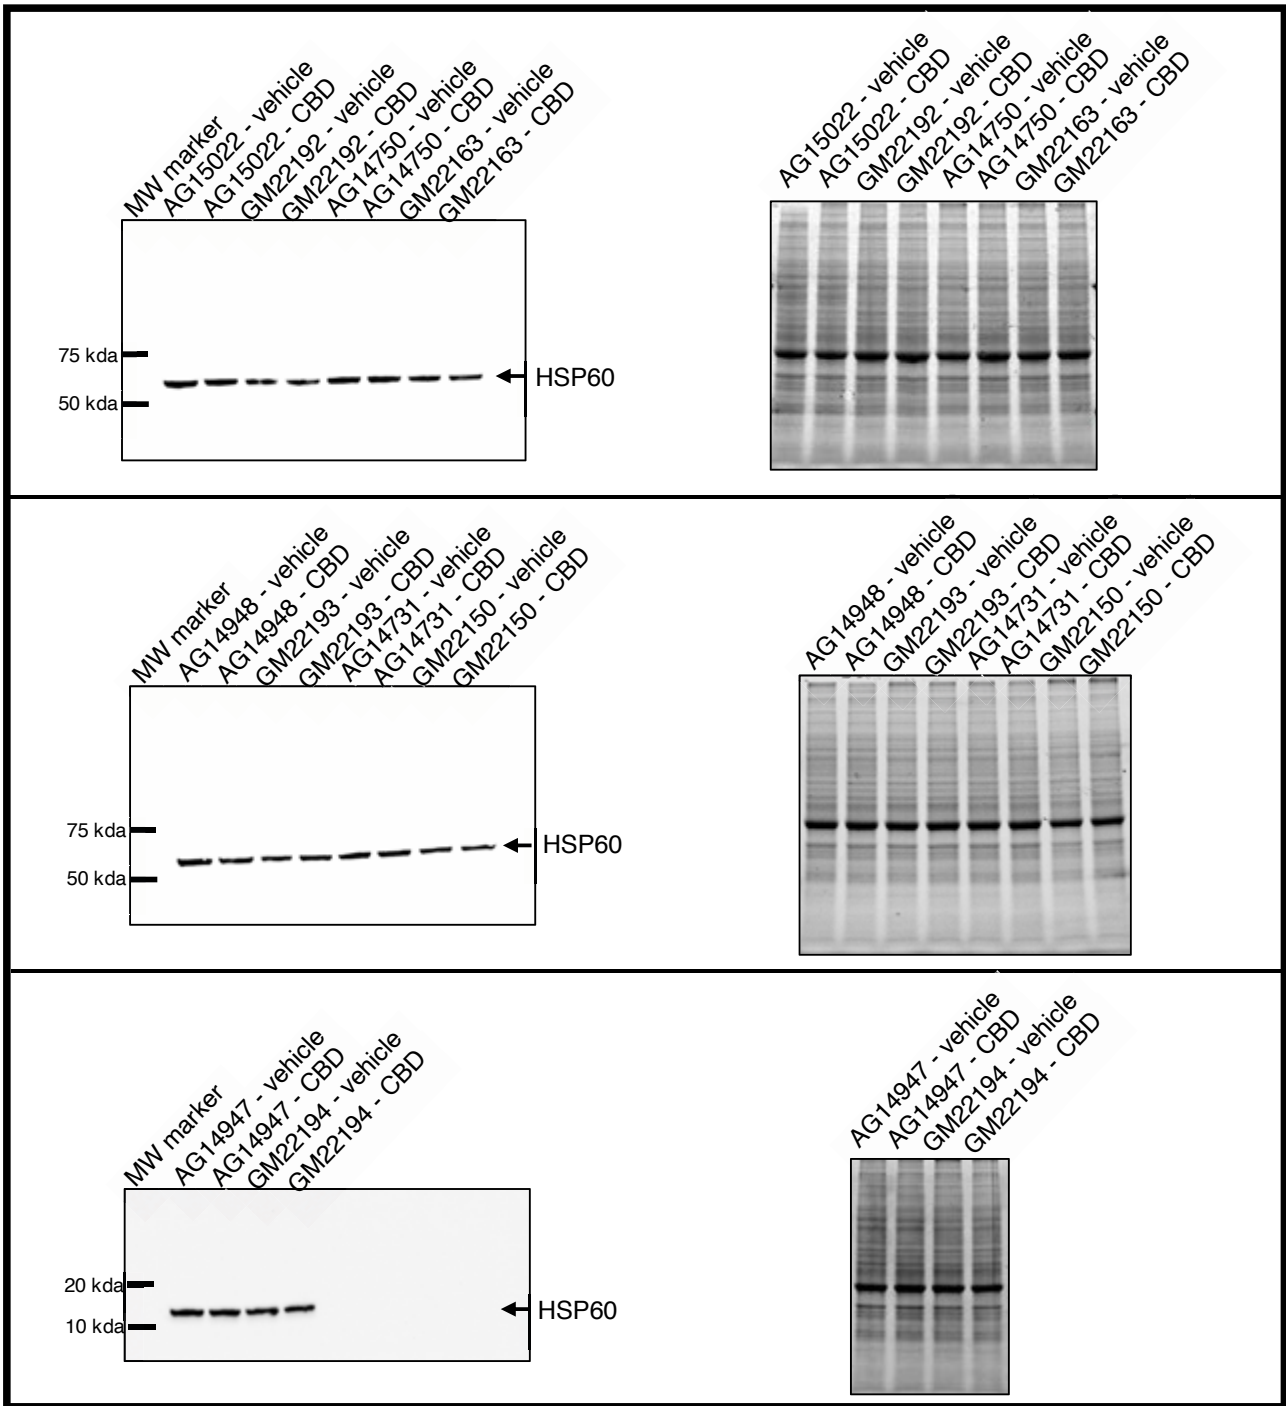 MW marker
AG15022 - vehicle
AG15022 - CBD
GM22192 - vehicle
GM22192 - CBD
AG14750 - vehicle
AG14750 - CBD
GM22163 - vehicle
GM22163 - CBD
75 kda
50 kda
HSP60
AG15022 - vehicle
AG15022 - CBD
GM22192 - vehicle
GM22192 - CBD
AG14750 - vehicle
AG14750 - CBD
GM22163 - vehicle
GM22163 - CBD
MW marker
AG14948 - vehicle
AG14948 - CBD
GM22193 - vehicle
GM22193 - CBD
AG14731 - vehicle
AG14731 - CBD
GM22150 - vehicle
GM22150 - CBD
75 kda
50 kda
HSP60
AG14948 - vehicle
AG14948 - CBD
GM22193 - vehicle
GM22193 - CBD
AG14731 - vehicle
AG14731 - CBD
GM22150 - vehicle
GM22150 - CBD
MW marker
AG14947 - vehicle
AG14947 - CBD
GM22194 - vehicle
GM22194 - CBD
20 kda
10 kda
HSP60
AG14947 - vehicle
AG14947 - CBD
GM22194 - vehicle
GM22194 - CBD